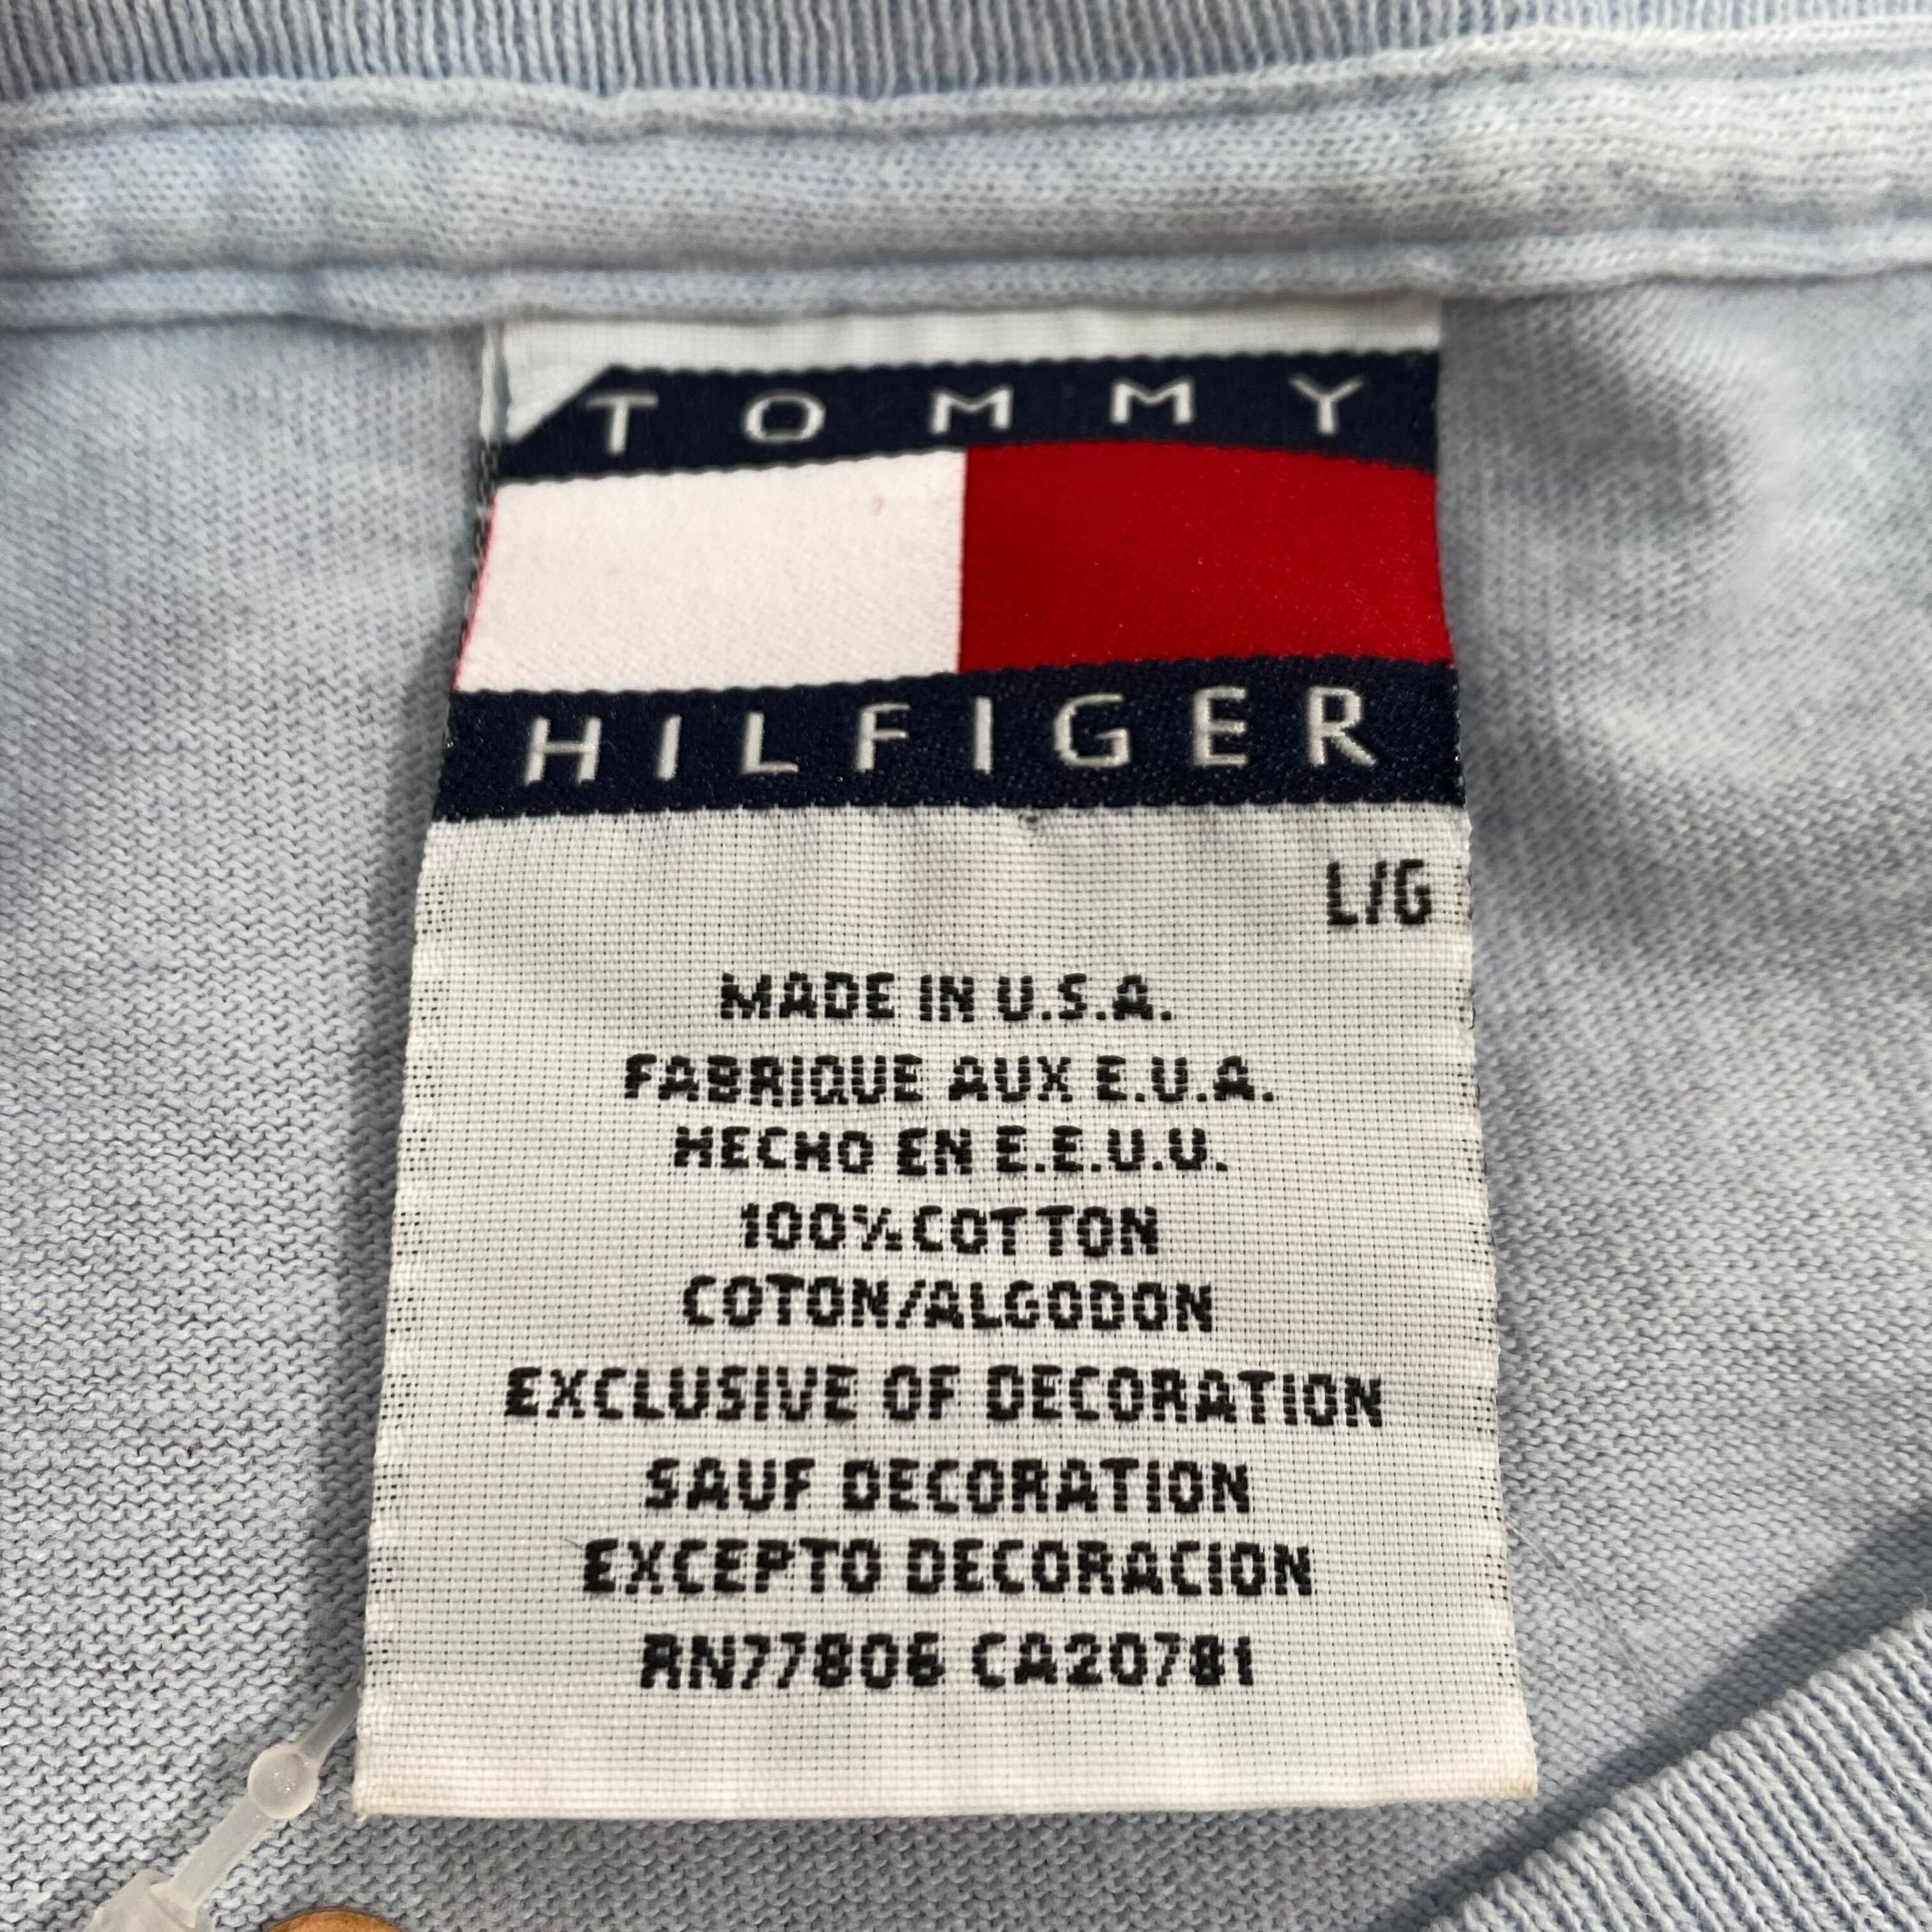 TOMMY
HILFIGER
L/G
MADE IN U.S.A.
FABRIQUE AUX E.U.A.
HECHO EN E.E.U.U.
100% COTTON
COTON/ALGODON
EXCLUSIVE OF DECORATION
SAUF DECORATION
EXCEPTO DECORACION
RN77806 CA20781